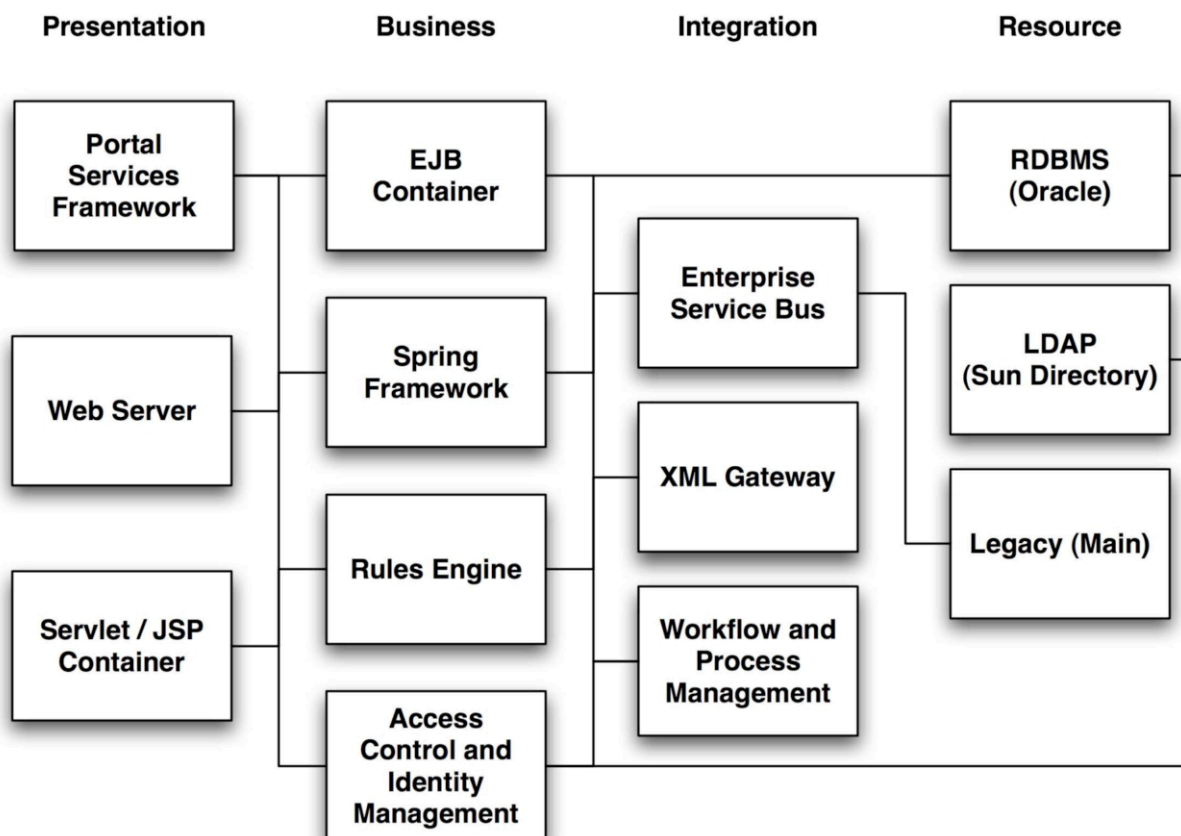 Presentation
Business
Integration
Resource
Portal
Services
Framework
Web Server
Servlet / JSP
Container
EJB
Container
Spring
Framework
Rules Engine
Access
Control and
Identity
Management
Enterprise
Service Bus
XML Gateway
Workflow and
Process
Management
RDBMS
(Oracle)
LDAP
(Sun Directory)
Legacy (Main)